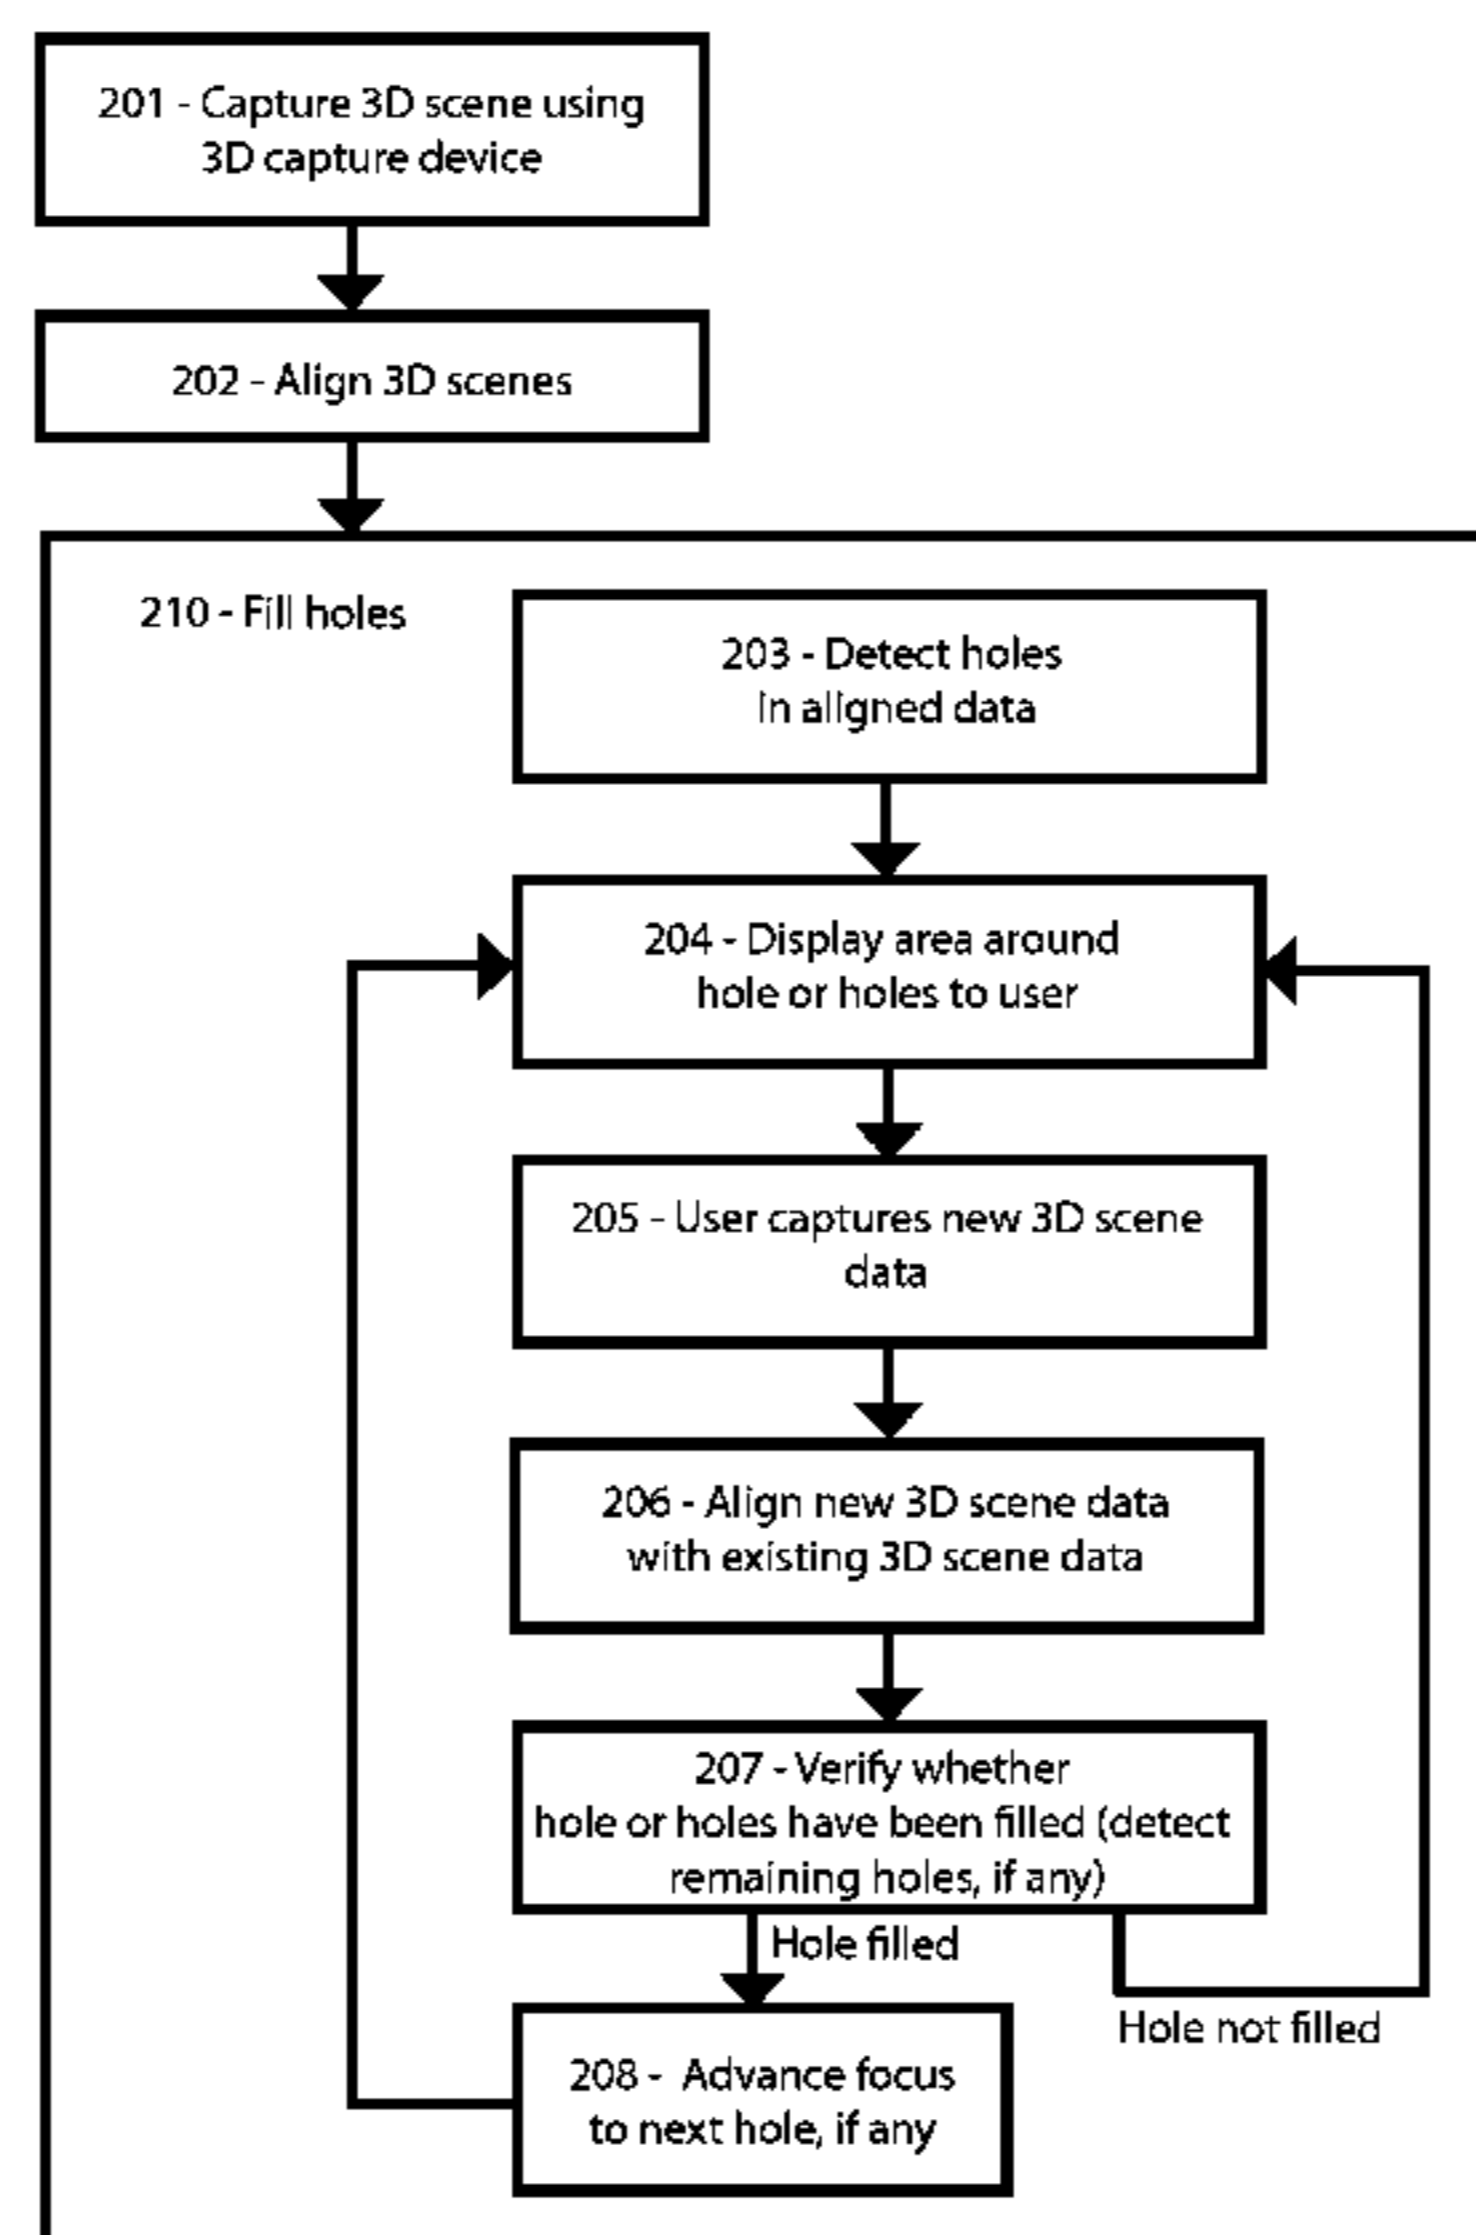 201 - Capture 3D scene using
3D capture device
202 - Align 3D scenes
210 - Fill holes
203 - Detect holes
in aligned data
204 - Display area around
hole or holes to user
205 - User captures new 3D scene
data
206 - Align new 3D scene data
with existing 3D scene data
207 - Verify whether
hole or holes have been filled (detect
remaining holes, if any)
Hole filled
Hole not filled
208 - Advance focus
to next hole, if any